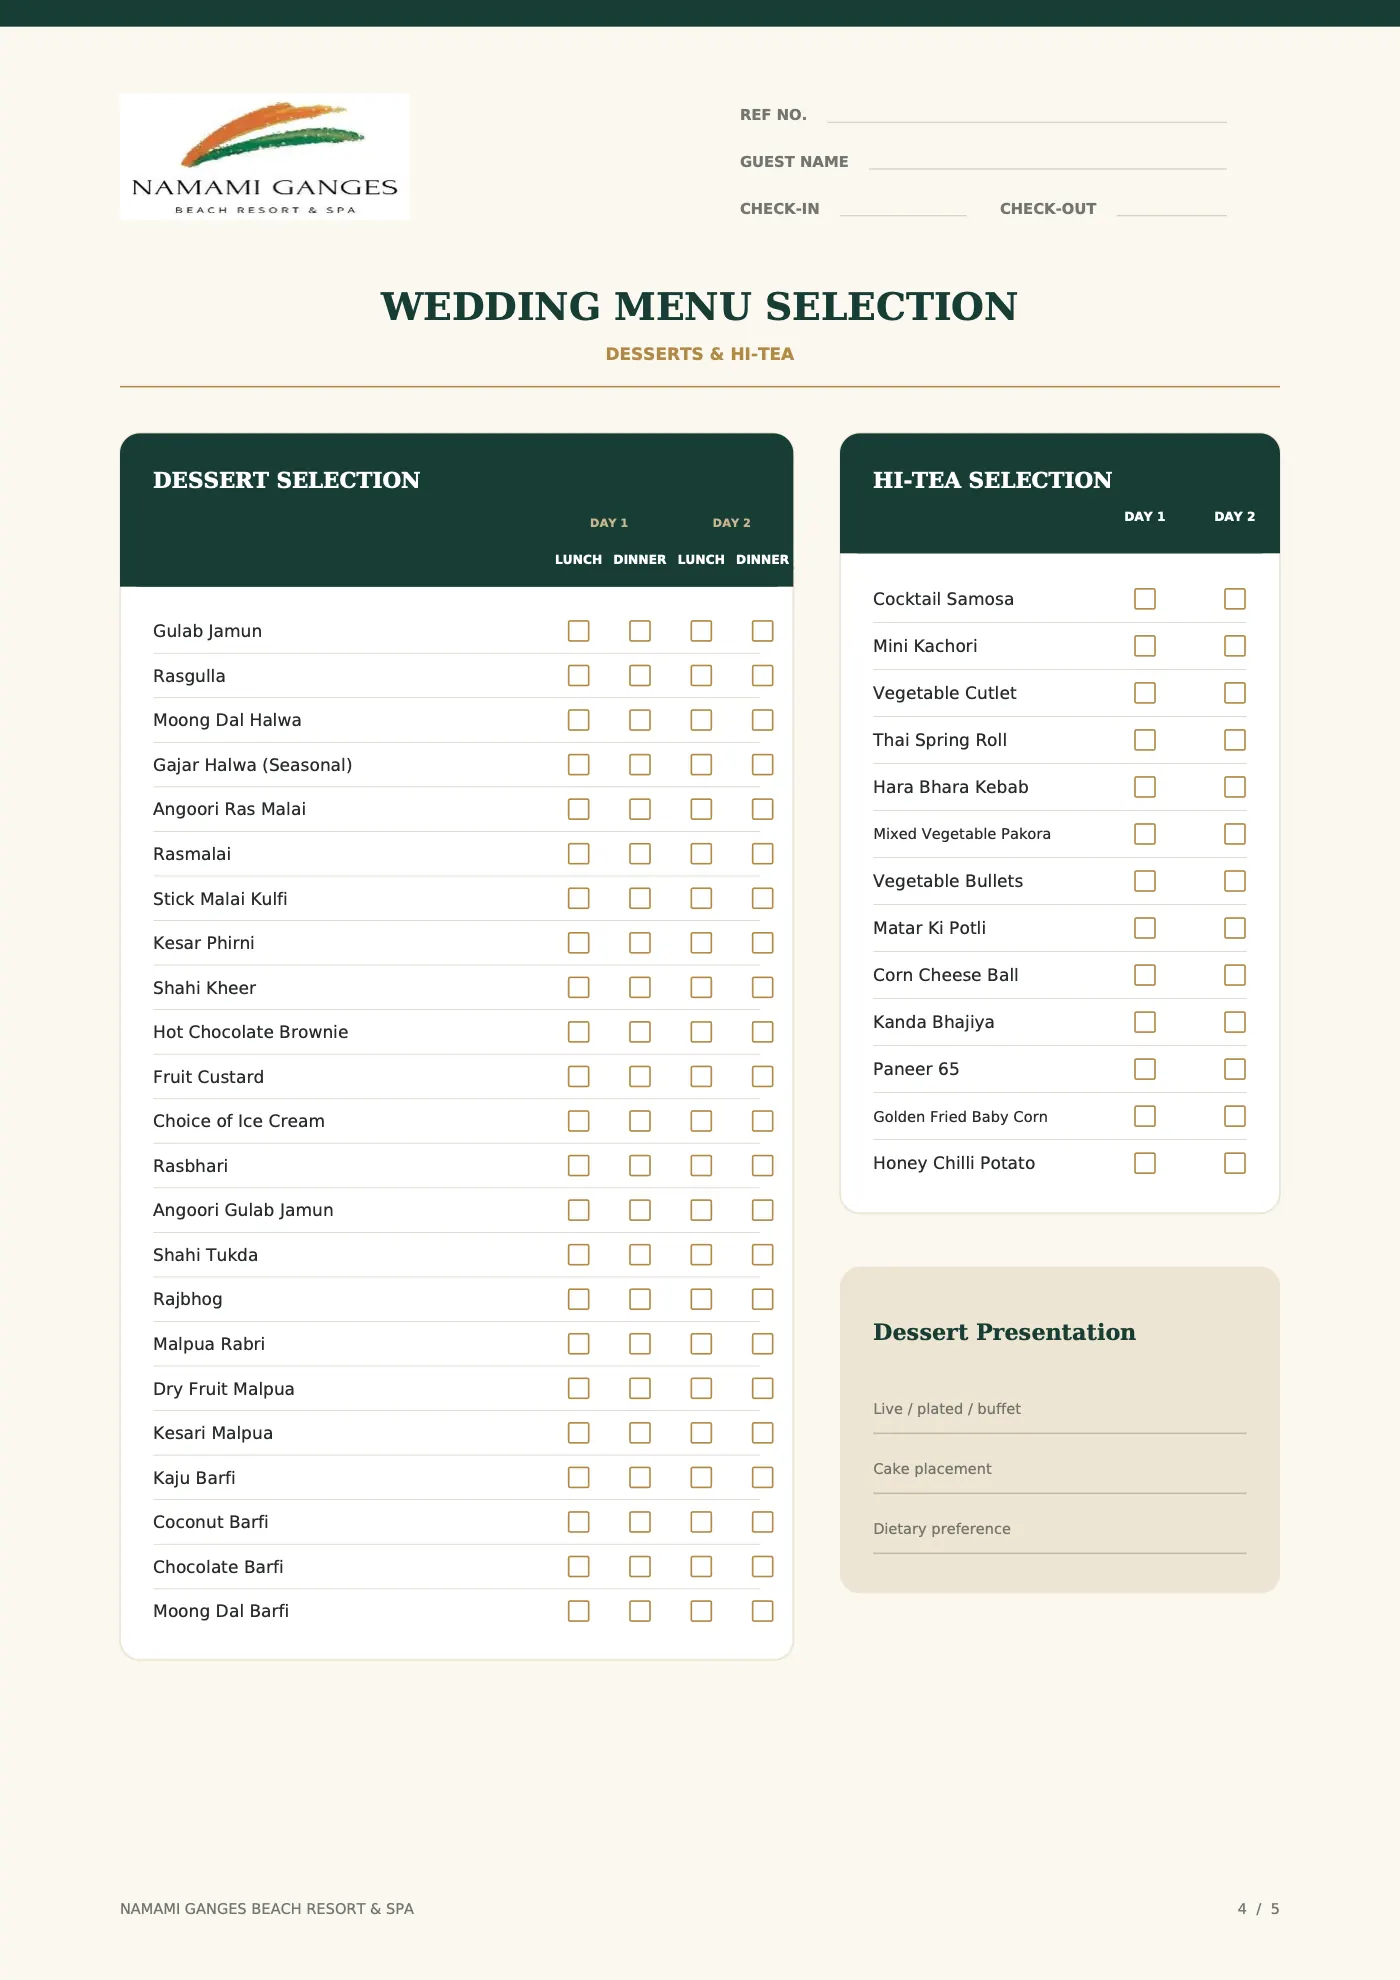 NAMAMI GANGES
BEACH RESORT & SPA
REF NO.
GUEST NAME
CHECK-IN CHECK-OUT
WEDDING MENU SELECTION
DESSERTS & HI-TEA
DESSERT SELECTION
DAY 1 DAY 2
LUNCH DINNER LUNCH DINNER
Gulab Jamun
Rasgulla
Moong Dal Halwa
Gajar Halwa (Seasonal)
Angoori Ras Malai
Rasmalai
Stick Malai Kulfi
Kesar Phirni
Shahi Kheer
Hot Chocolate Brownie
Fruit Custard
Choice of Ice Cream
Rasbhari
Angoori Gulab Jamun
Shahi Tukda
Rajbhog
Malpua Rabri
Dry Fruit Malpua
Kesari Malpua
Kaju Barfi
Coconut Barfi
Chocolate Barfi
Moong Dal Barfi
HI-TEA SELECTION
DAY 1 DAY 2
Cocktail Samosa
Mini Kachori
Vegetable Cutlet
Thai Spring Roll
Hara Bhara Kebab
Mixed Vegetable Pakora
Vegetable Bullets
Matar Ki Potli
Corn Cheese Ball
Kanda Bhajiya
Paneer 65
Golden Fried Baby Corn
Honey Chilli Potato
Dessert Presentation
Live / plated / buffet
Cake placement
Dietary preference
NAMAMI GANGES BEACH RESORT & SPA
4 / 5